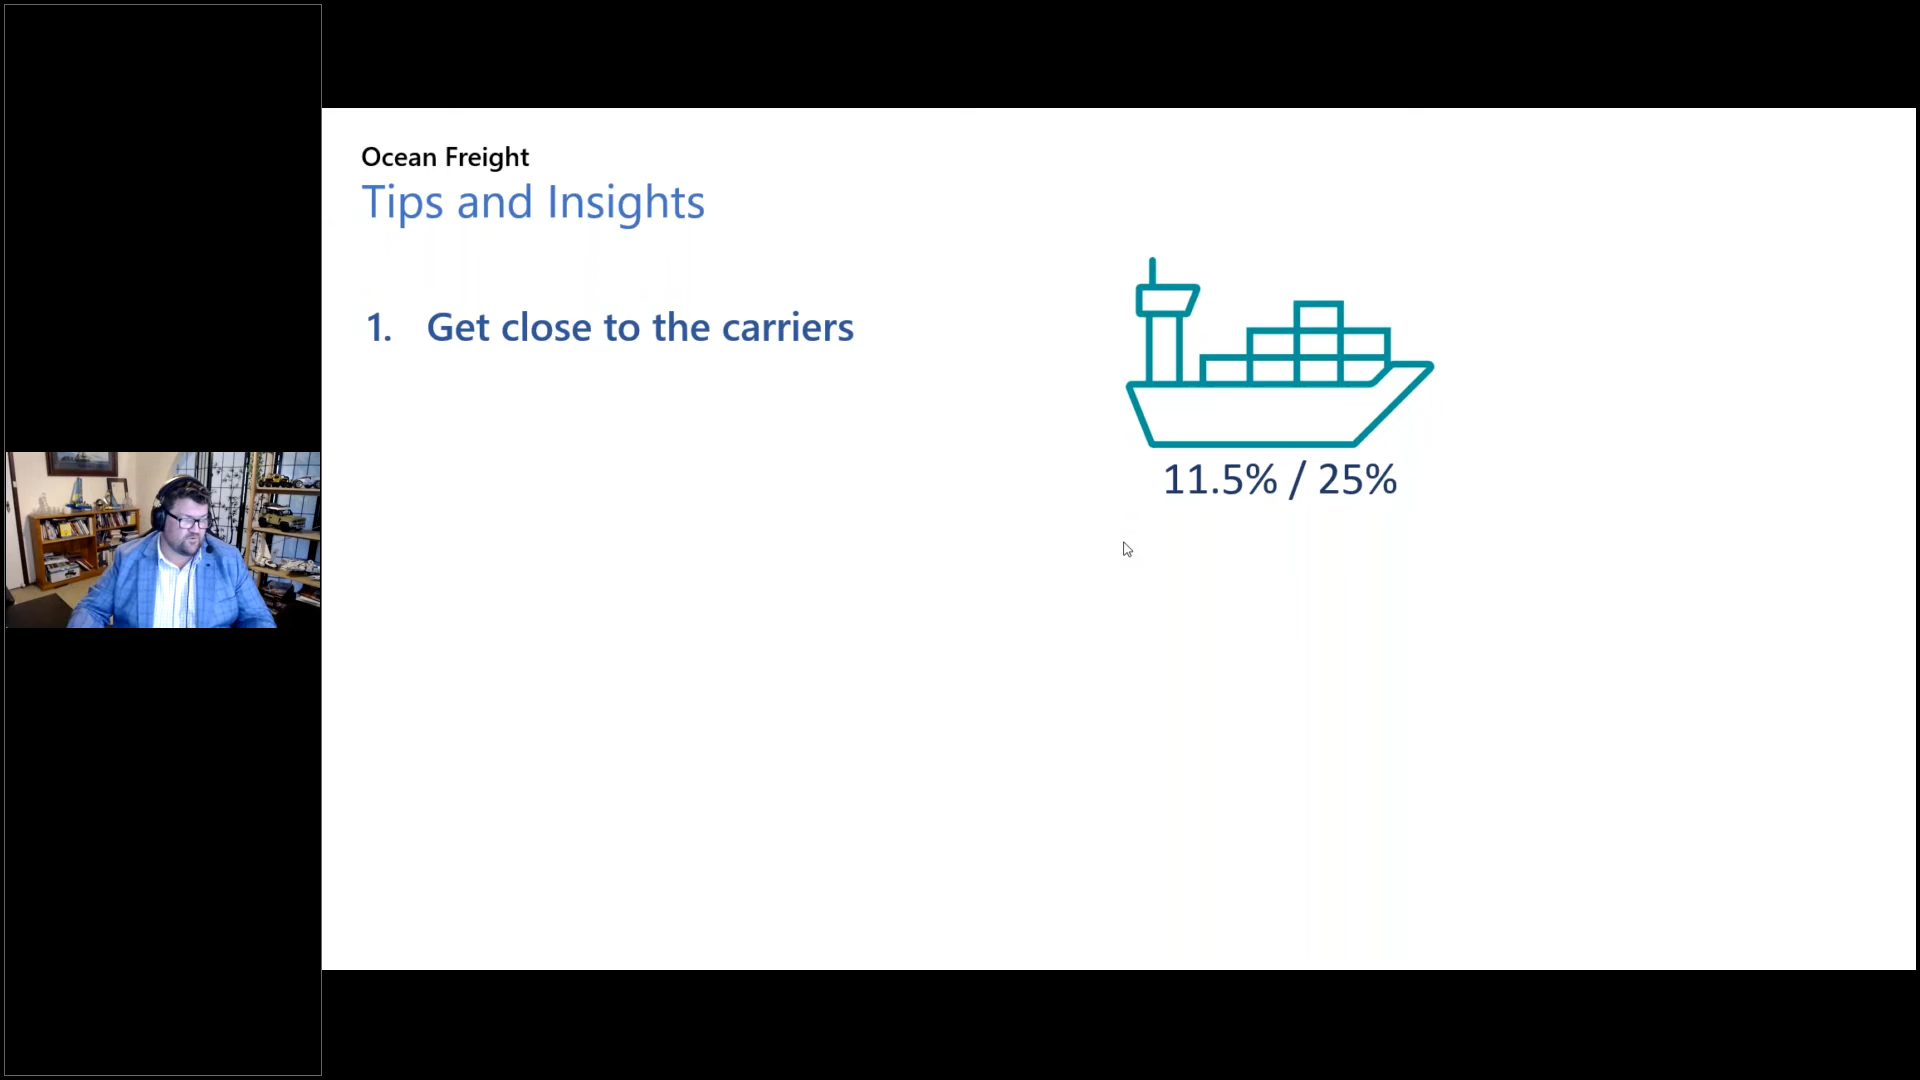 Ocean Freight
Tips and Insights
1. Get close to the carriers
11.5% / 25%